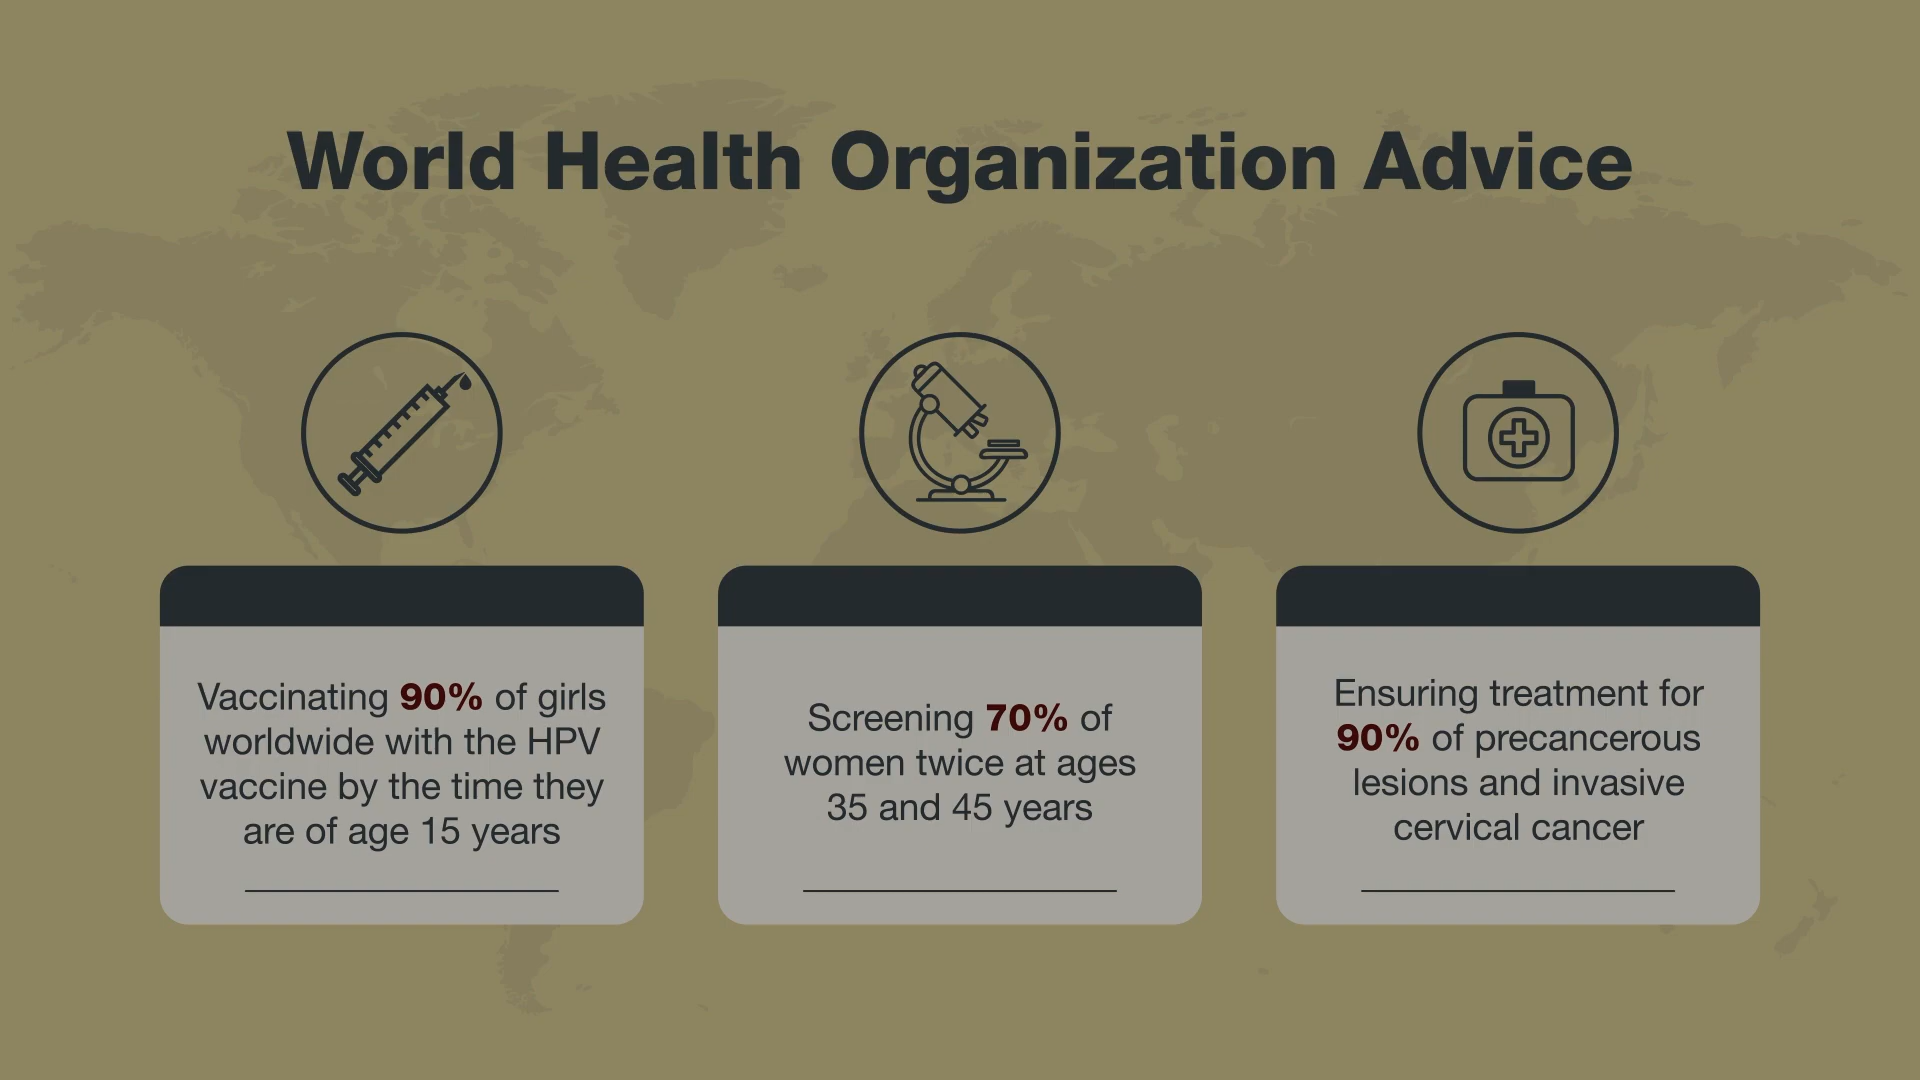 World Health Organization Advice
Vaccinating 90% of girls
worldwide with the HPV
vaccine by the time they
are of age 15 years
Screening 70% of
women twice at ages
35 and 45 years
Ensuring treatment for
90% of precancerous
lesions and invasive
cervical cancer